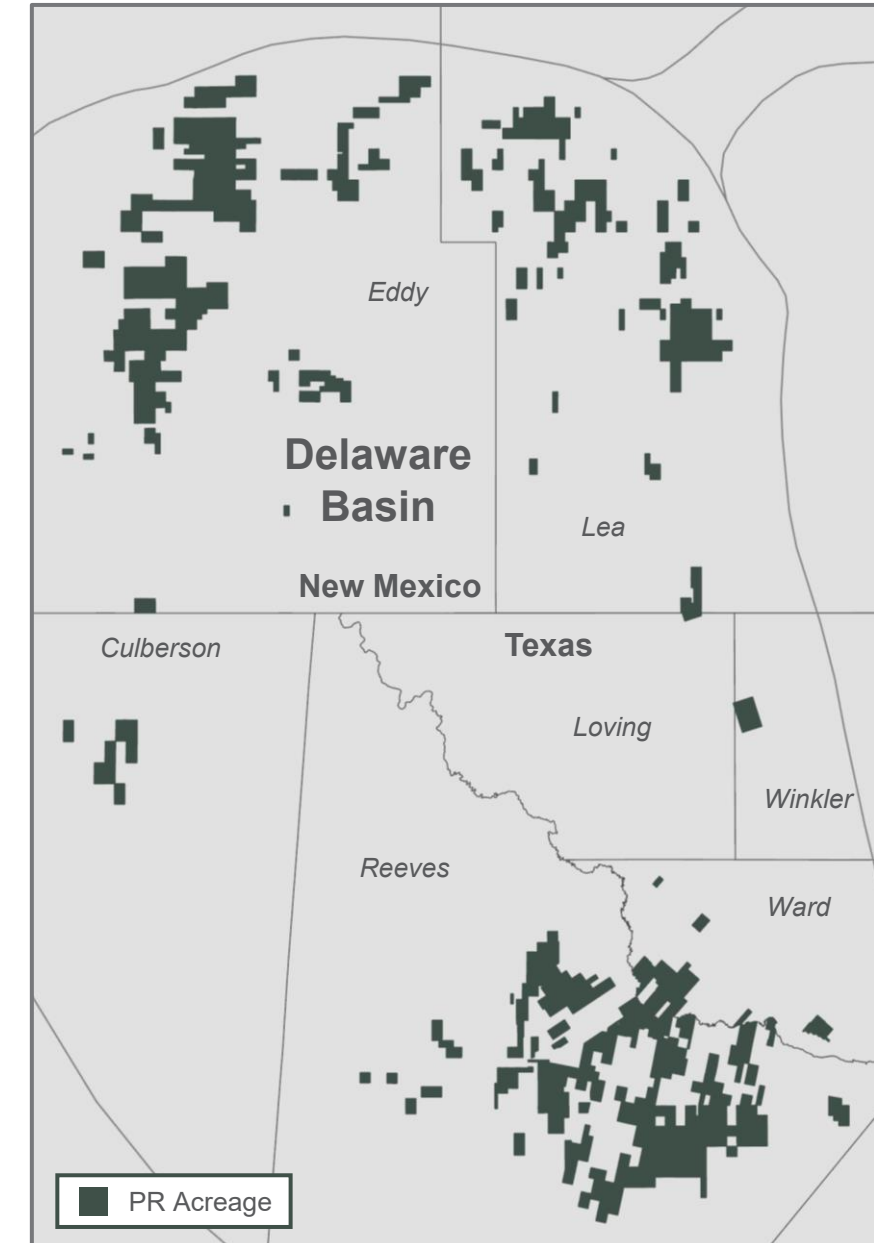 Eddy
Delaware
Basin
Lea
New Mexico
Culberson
Texas
Loving
Winkler
Reeves
Ward
PR Acreage